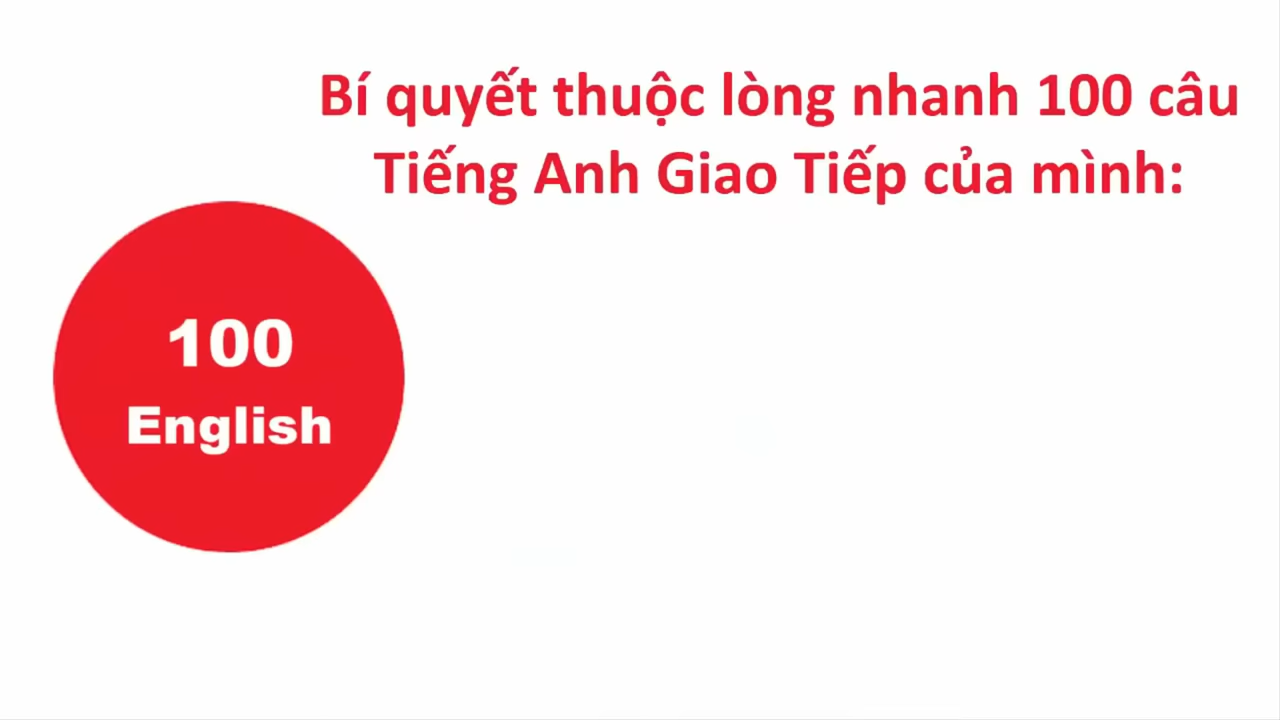 Bí quyết thuộc lòng nhanh 100 câu
Tiếng Anh Giao Tiếp của mình:
100
English